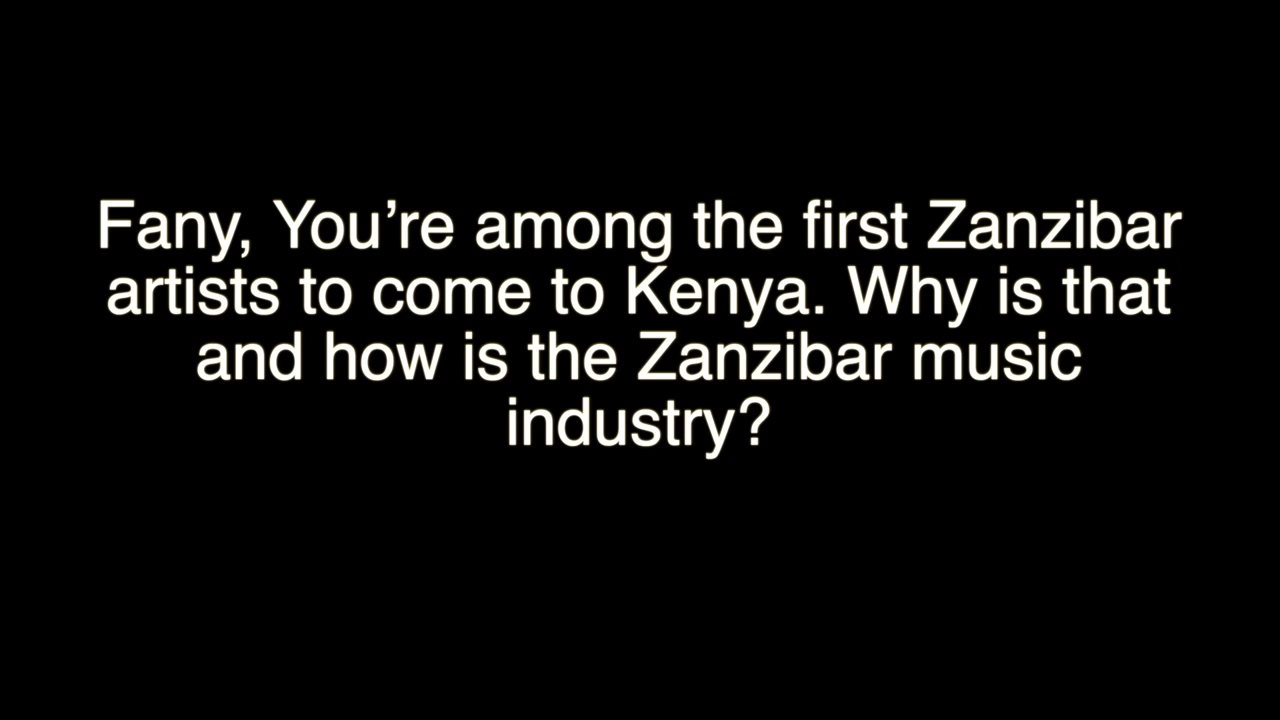 Fany, You’re among the first Zanzibar
artists to come to Kenya. Why is that
and how is the Zanzibar music
industry?